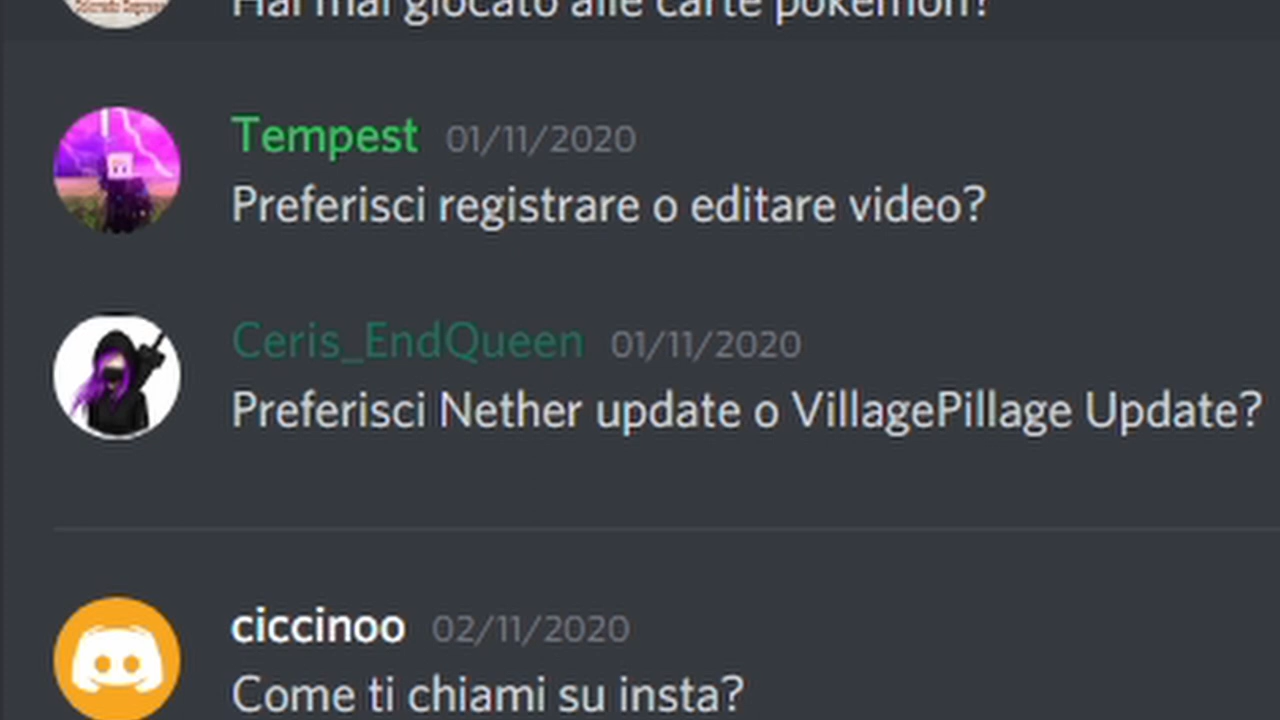 Hai mai giocato alle carte pokemon?
Tempest 01/11/2020
Preferisci registrare o editare video?
Ceris_EndQueen 01/11/2020
Preferisci Nether update o VillagePillage Update?
ciccinoo 02/11/2020
Come ti chiami su insta?